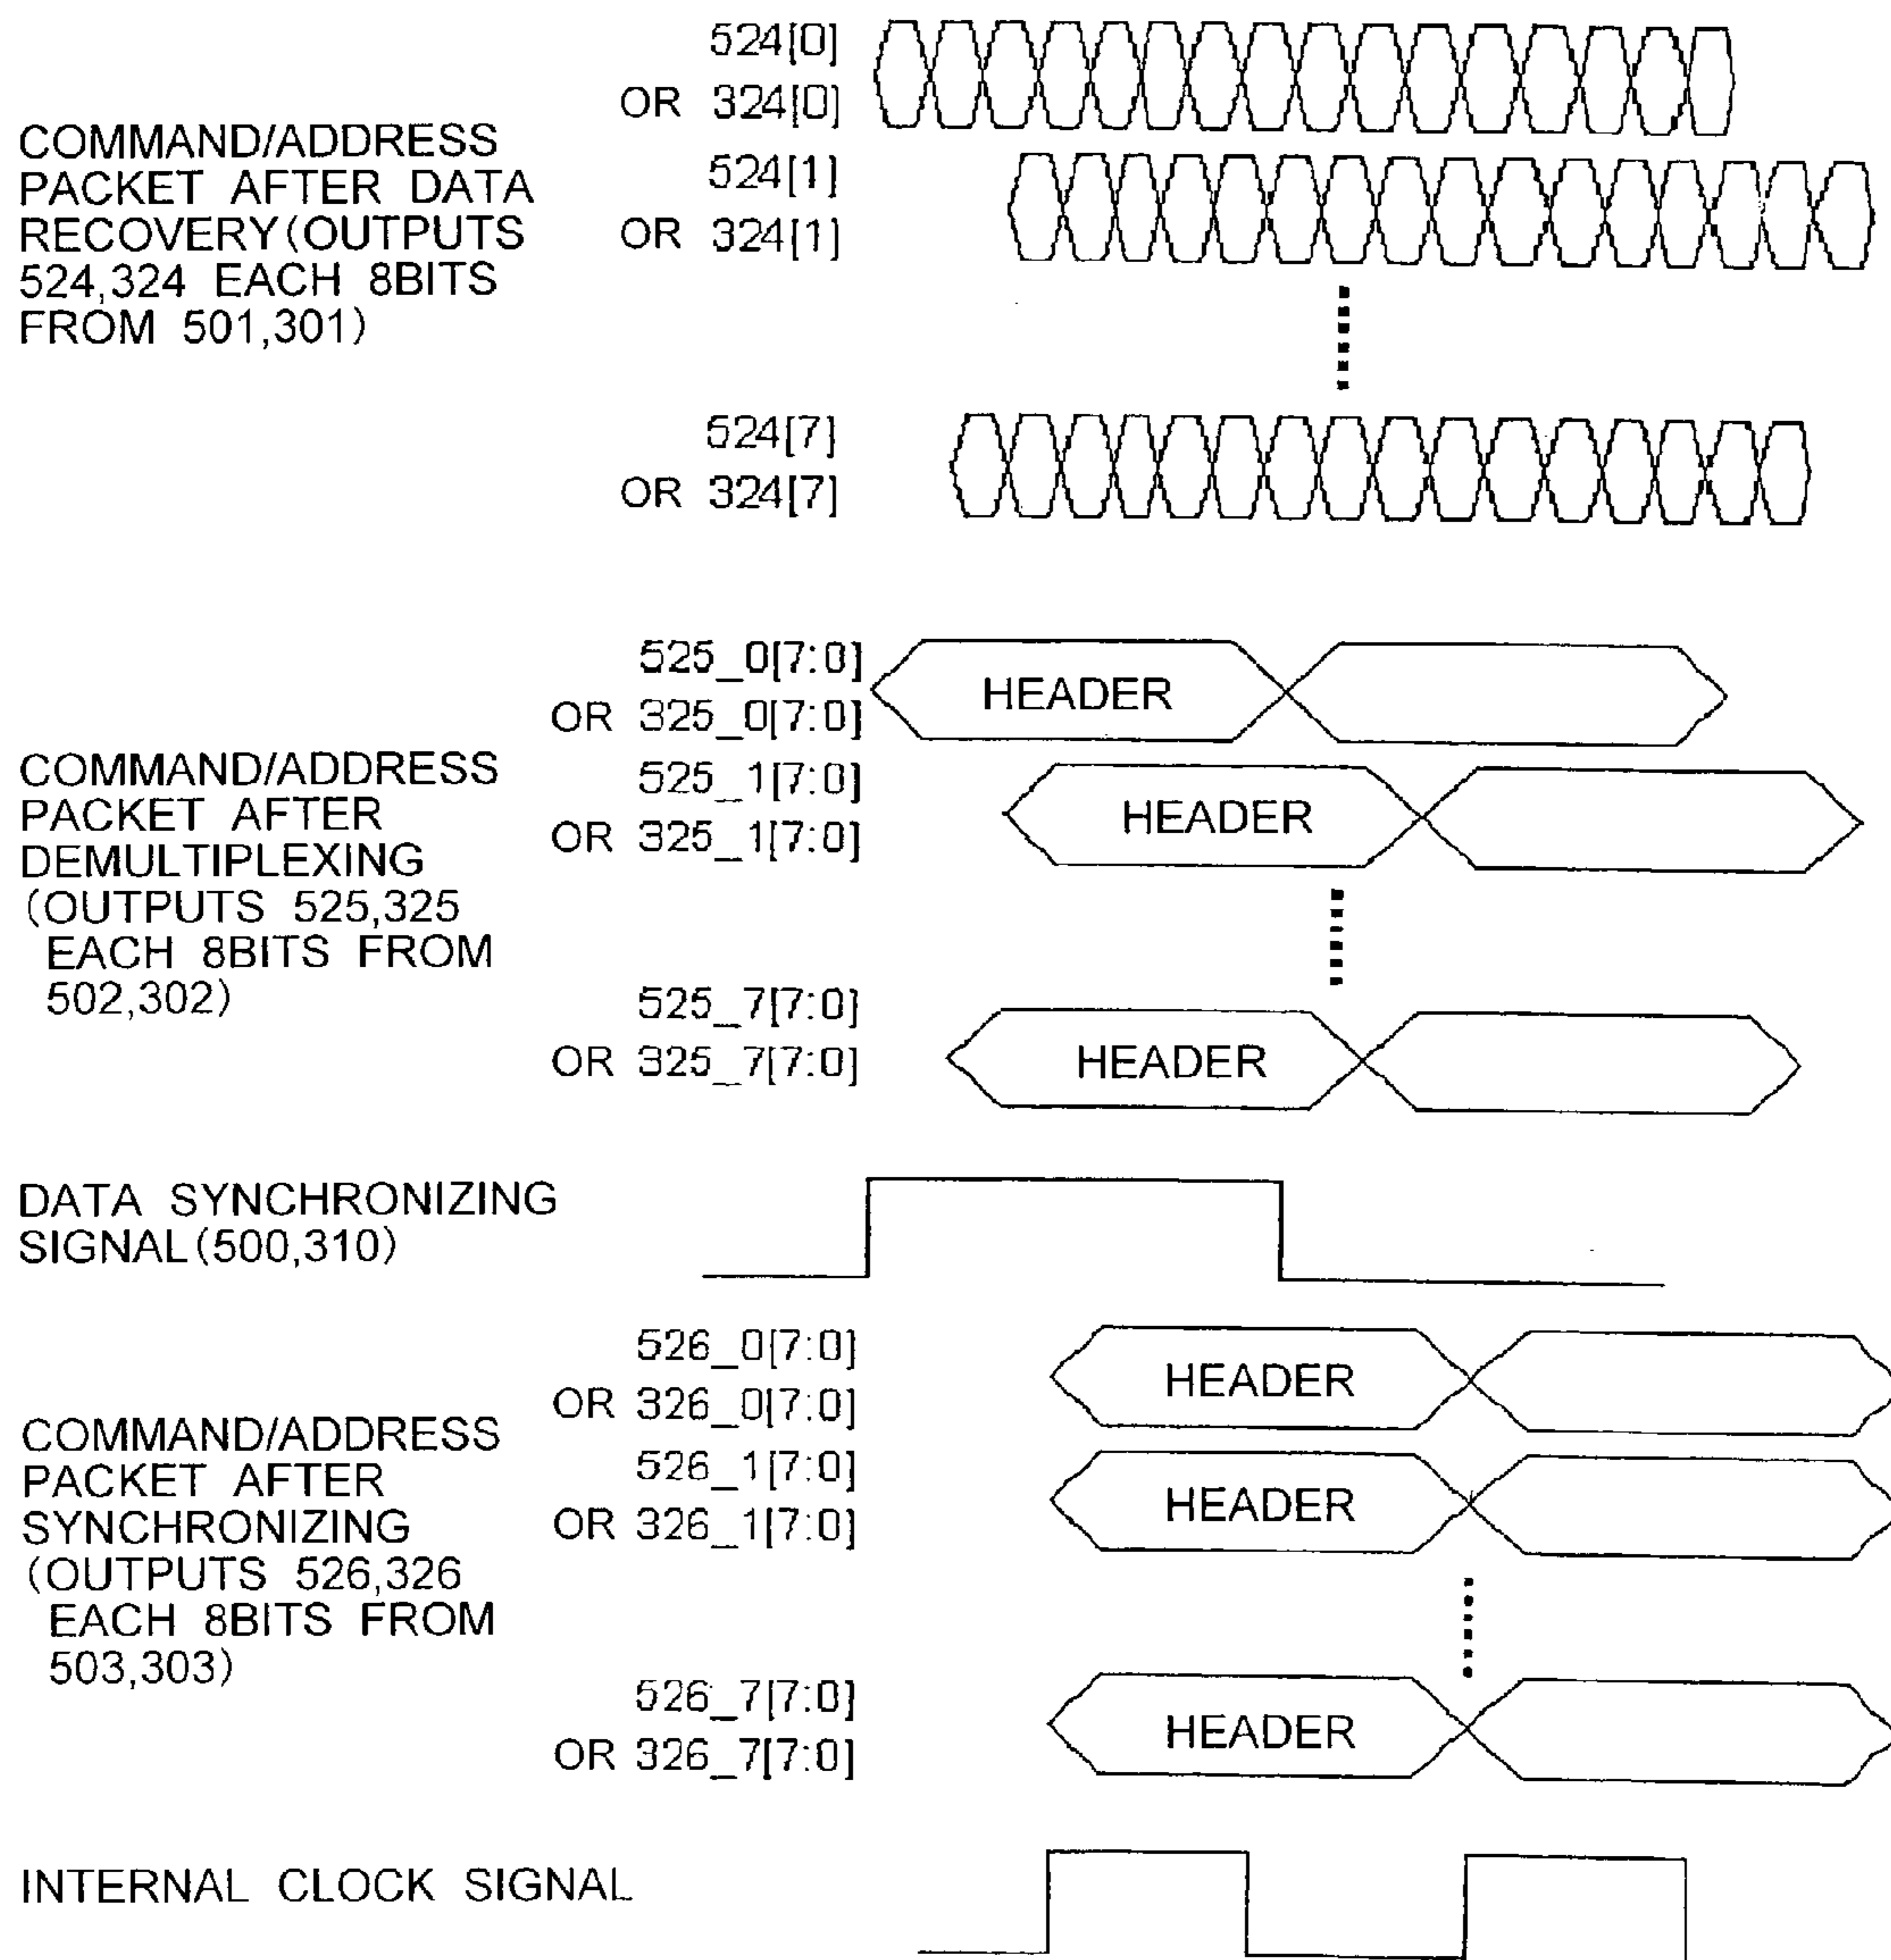 COMMAND/ADDRESS
PACKET AFTER DATA
RECOVERY(OUTPUTS
524,324 EACH 8BITS
FROM 501,301)
524[0]
OR 324[0]
524[1]
OR 324[1]
524[7]
OR 324[7]
COMMAND/ADDRESS
PACKET AFTER
DEMULTIPLEXING
(OUTPUTS 525,325
EACH 8BITS FROM
502,302)
525_0[7:0]
OR 325_0[7:0]
HEADER
525_1[7:0]
OR 325_1[7:0]
HEADER
525_7[7:0]
OR 325_7[7:0]
HEADER
DATA SYNCHRONIZING
SIGNAL(500,310)
COMMAND/ADDRESS
PACKET AFTER
SYNCHRONIZING
(OUTPUTS 526,326
EACH 8BITS FROM
503,303)
526_0[7:0]
OR 326_0[7:0]
HEADER
526_1[7:0]
OR 326_1[7:0]
HEADER
526_7[7:0]
OR 326_7[7:0]
HEADER
INTERNAL CLOCK SIGNAL